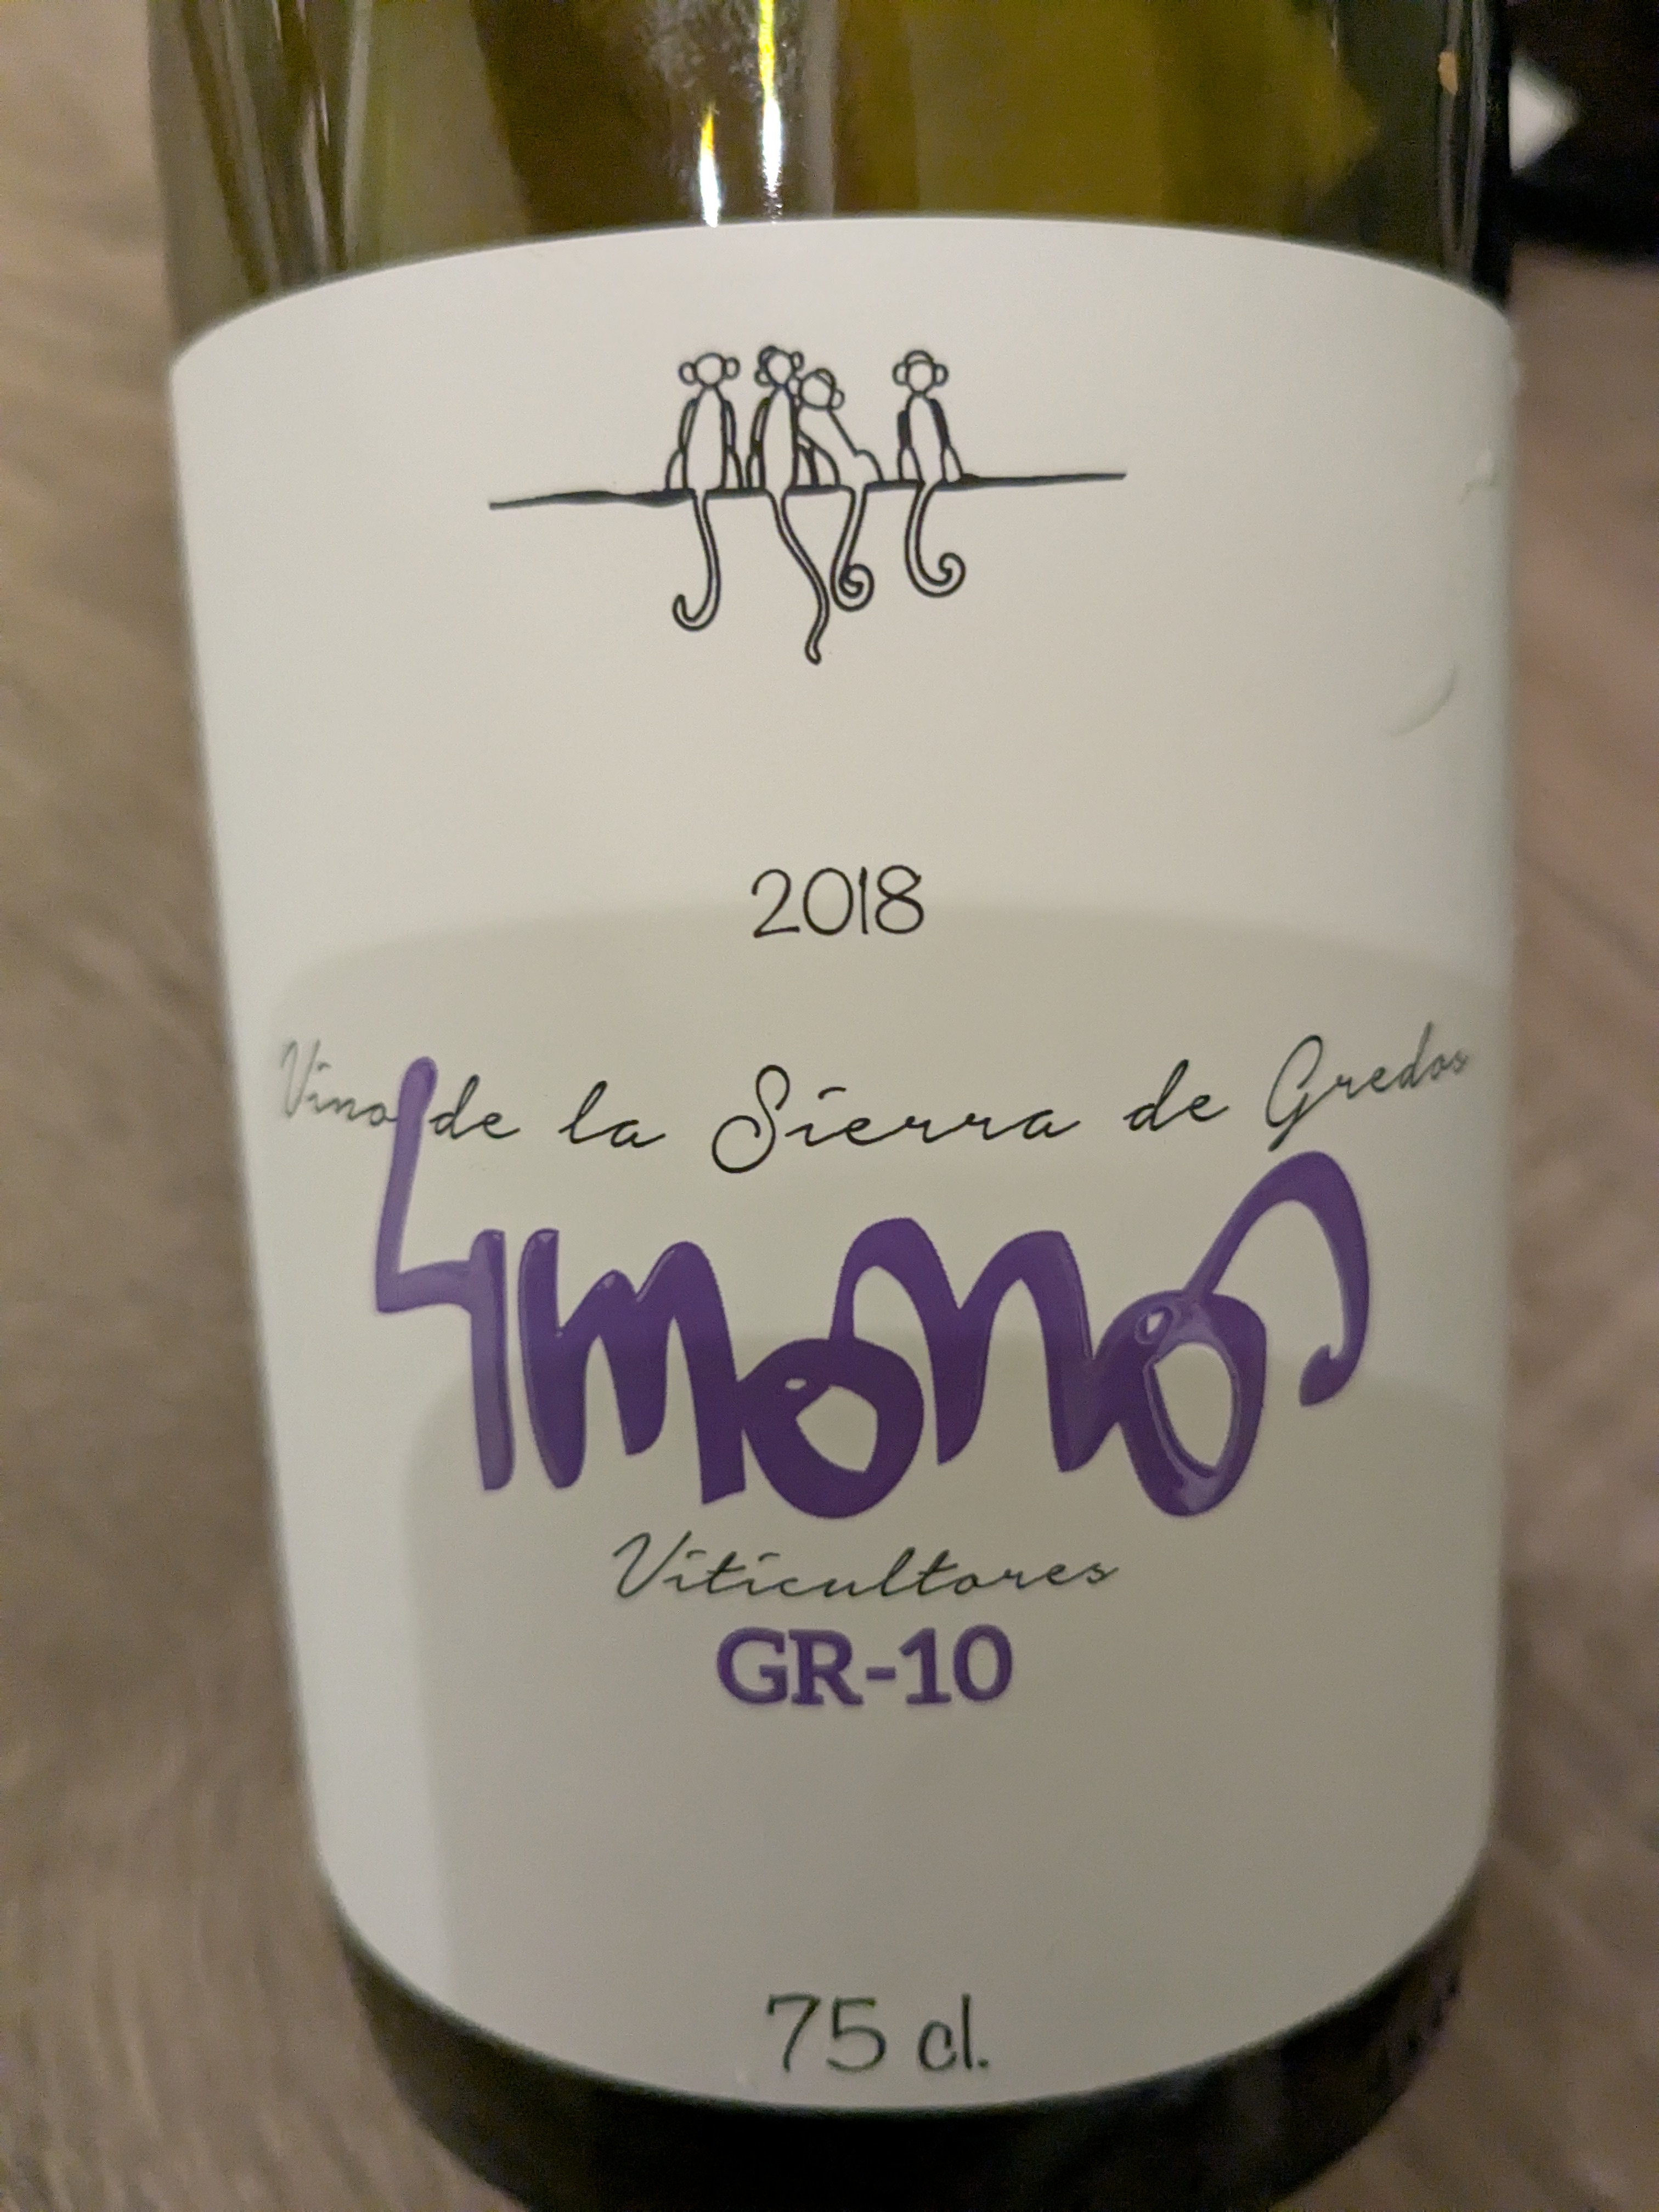 2018
Vino de la Sierra de Gredos
4monos
Viticultores
GR-10
75 cl.